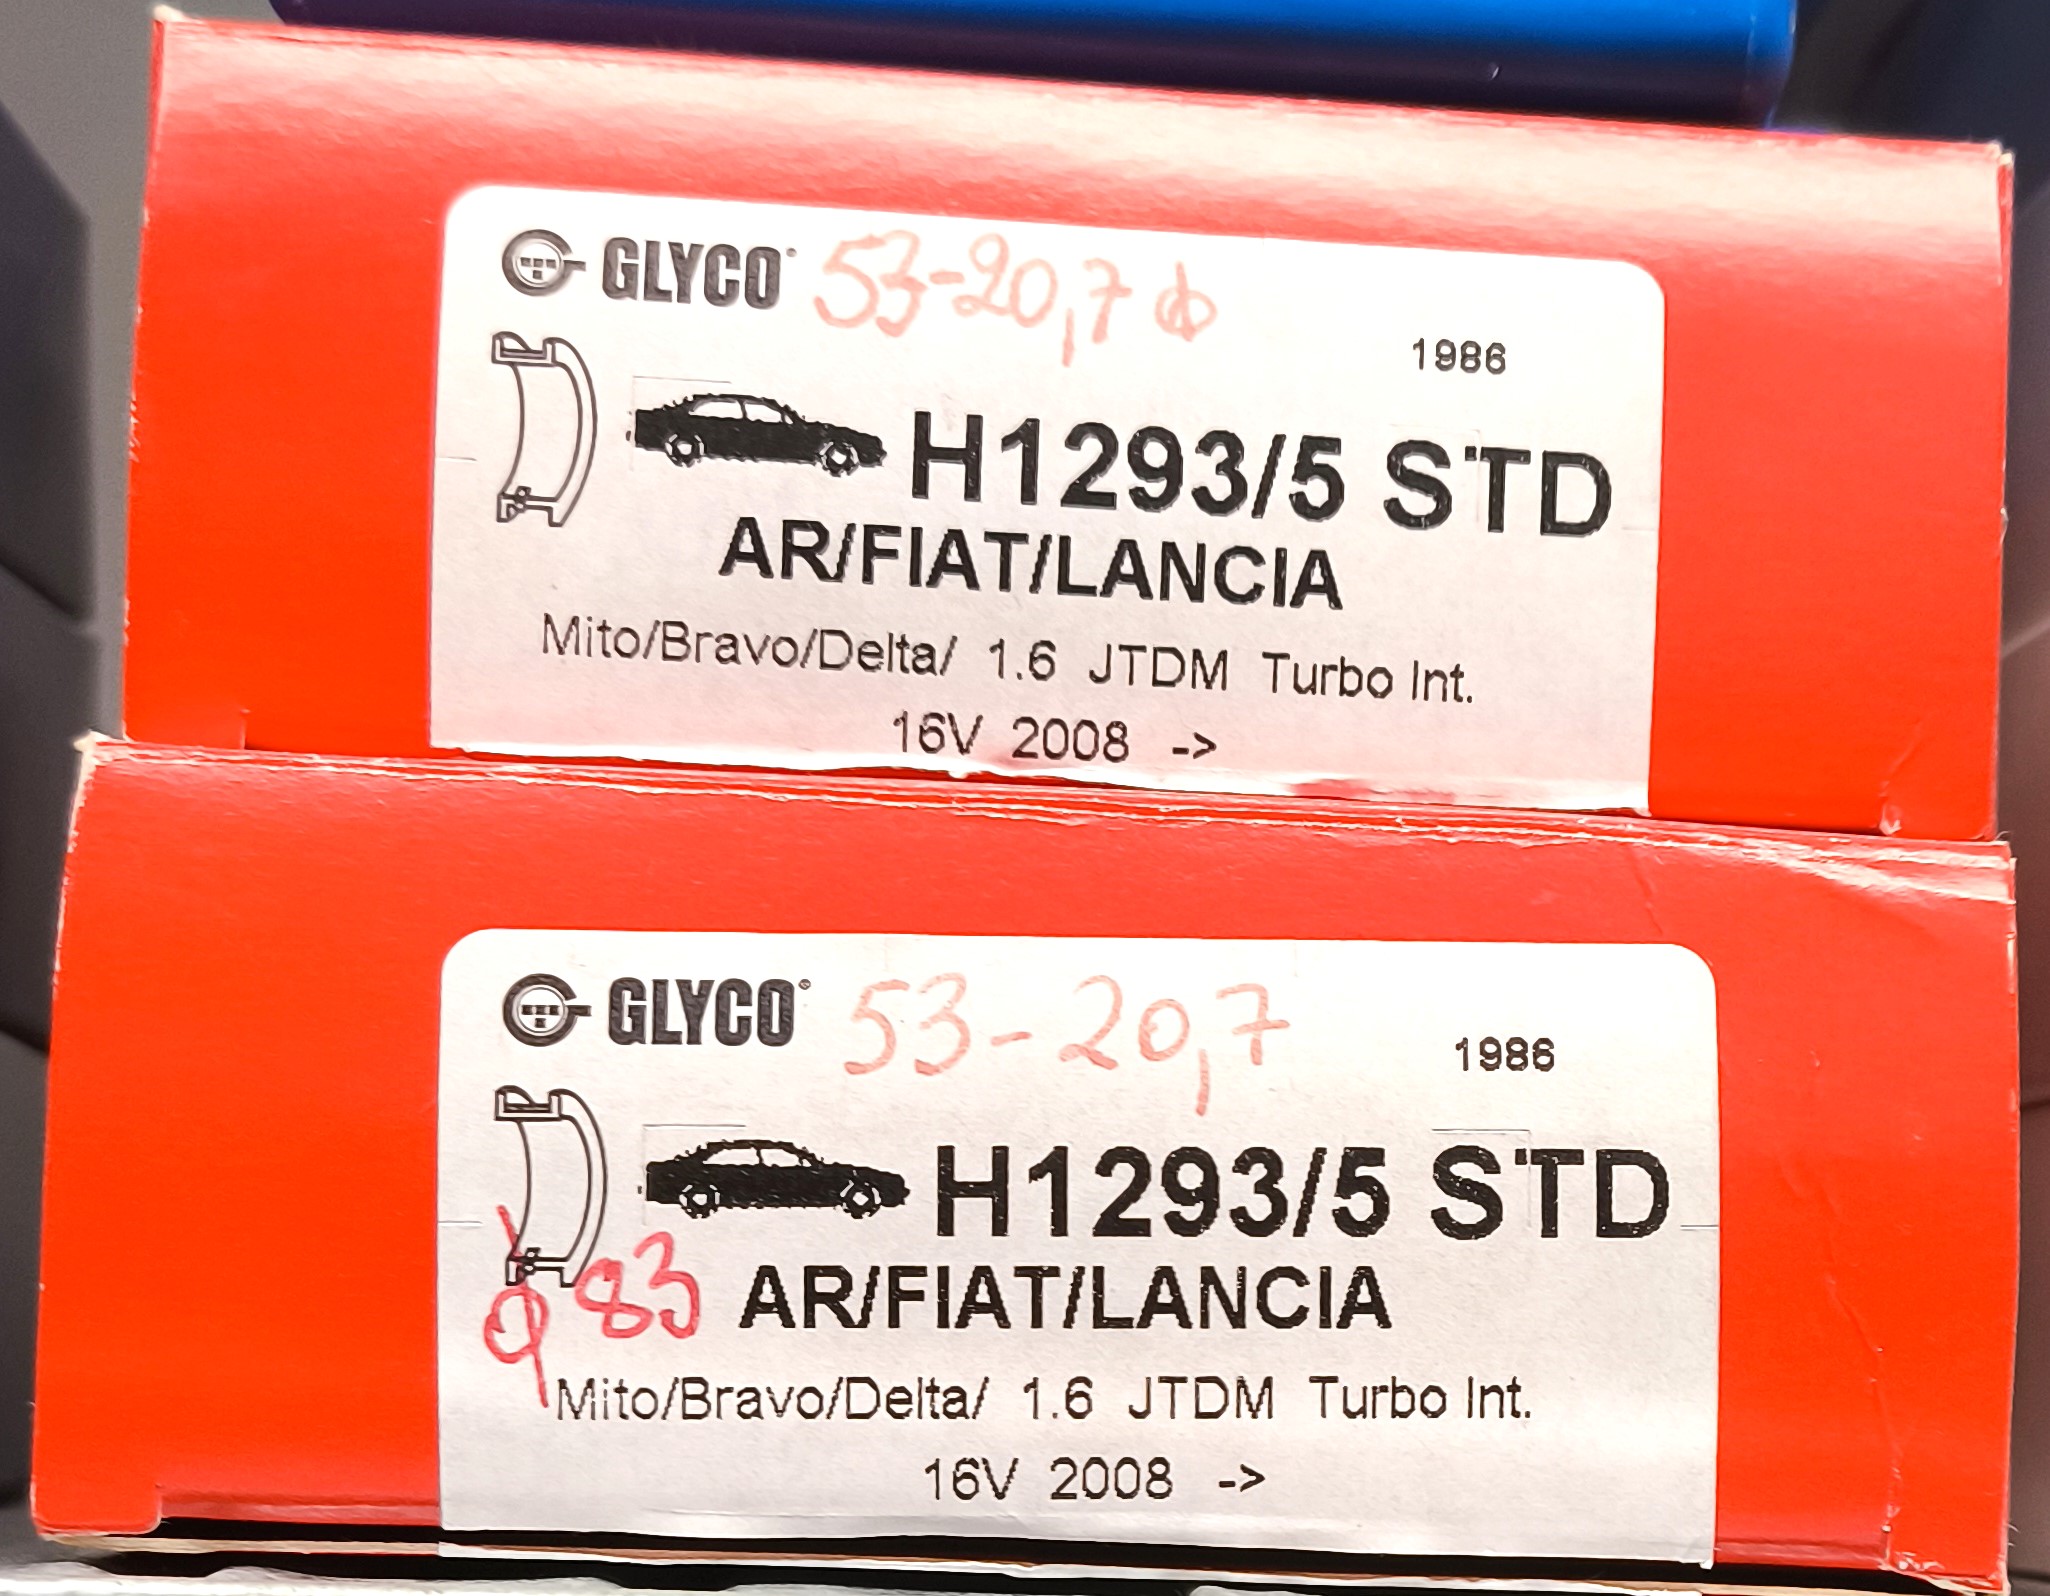 GLYCO 53-20,7 ф
1986
H1293/5 STD
AR/FIAT/LANCIA
Mito/Bravo/Delta/ 1.6 JTDM Turbo Int.
16V 2008 ->
GLYCO 53-20,7
1986
H1293/5 STD
83 AR/FIAT/LANCIA
Mito/Bravo/Delta/ 1.6 JTDM Turbo Int.
16V 2008 ->